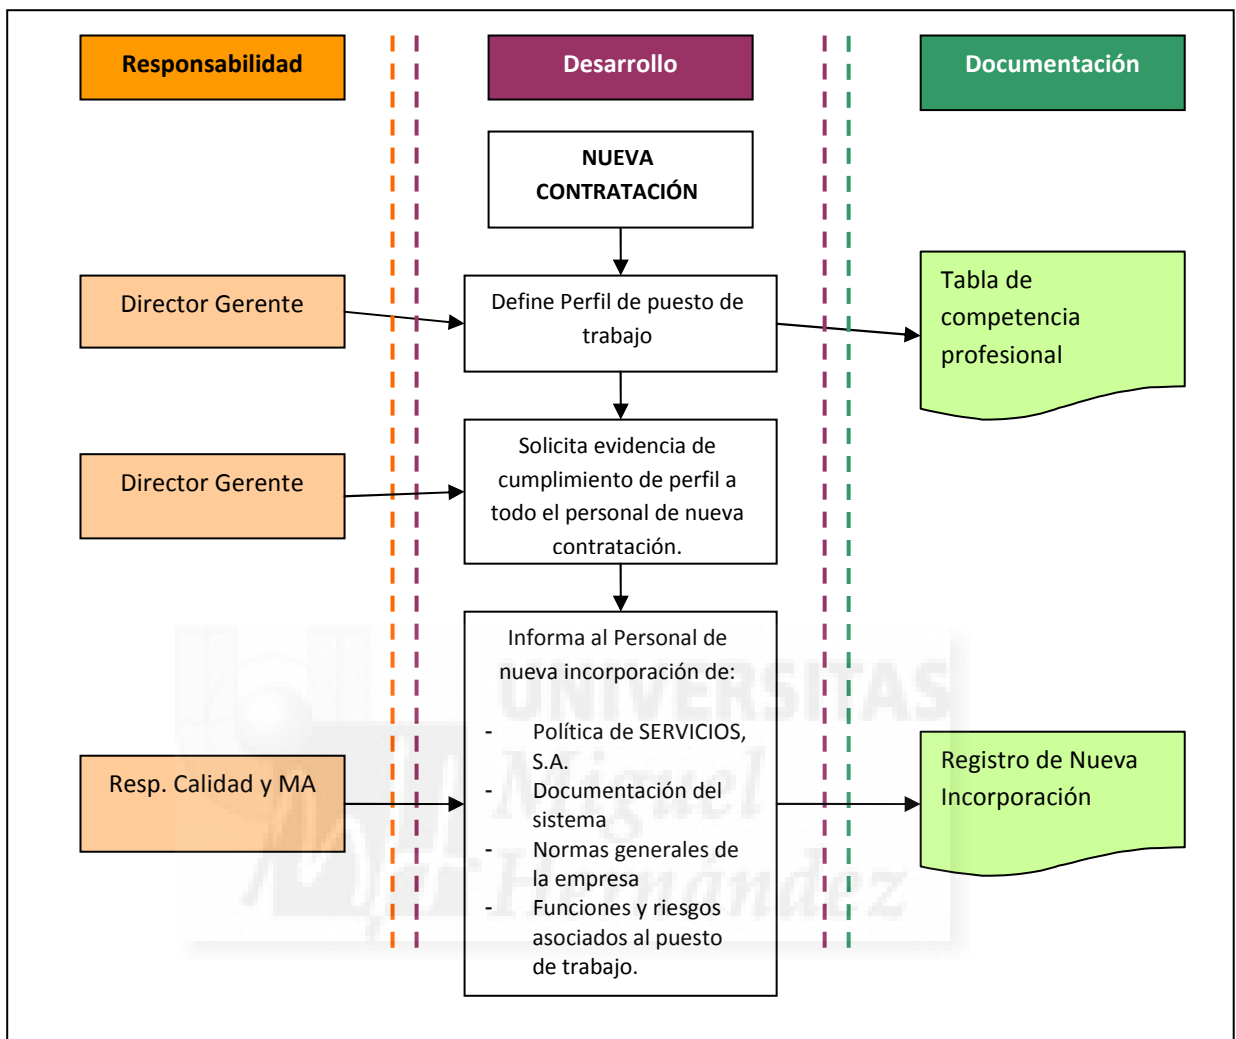 Responsabilidad
Desarrollo
Documentación
NUEVA
CONTRATACIÓN
Director Gerente
Define Perfil de puesto de
trabajo
Tabla de
competencia
profesional
Director Gerente
Solicita evidencia de
cumplimiento de perfil a
todo el personal de nueva
contratación.
Informa al Personal de
nueva incorporación de:
- Política de SERVICIOS,
S.A.
- Documentación del
sistema
- Normas generales de
la empresa
- Funciones y riesgos
asociados al puesto
de trabajo.
Resp. Calidad y MA
Registro de Nueva
Incorporación
UNIVERSITAS
Miguel
Hernández